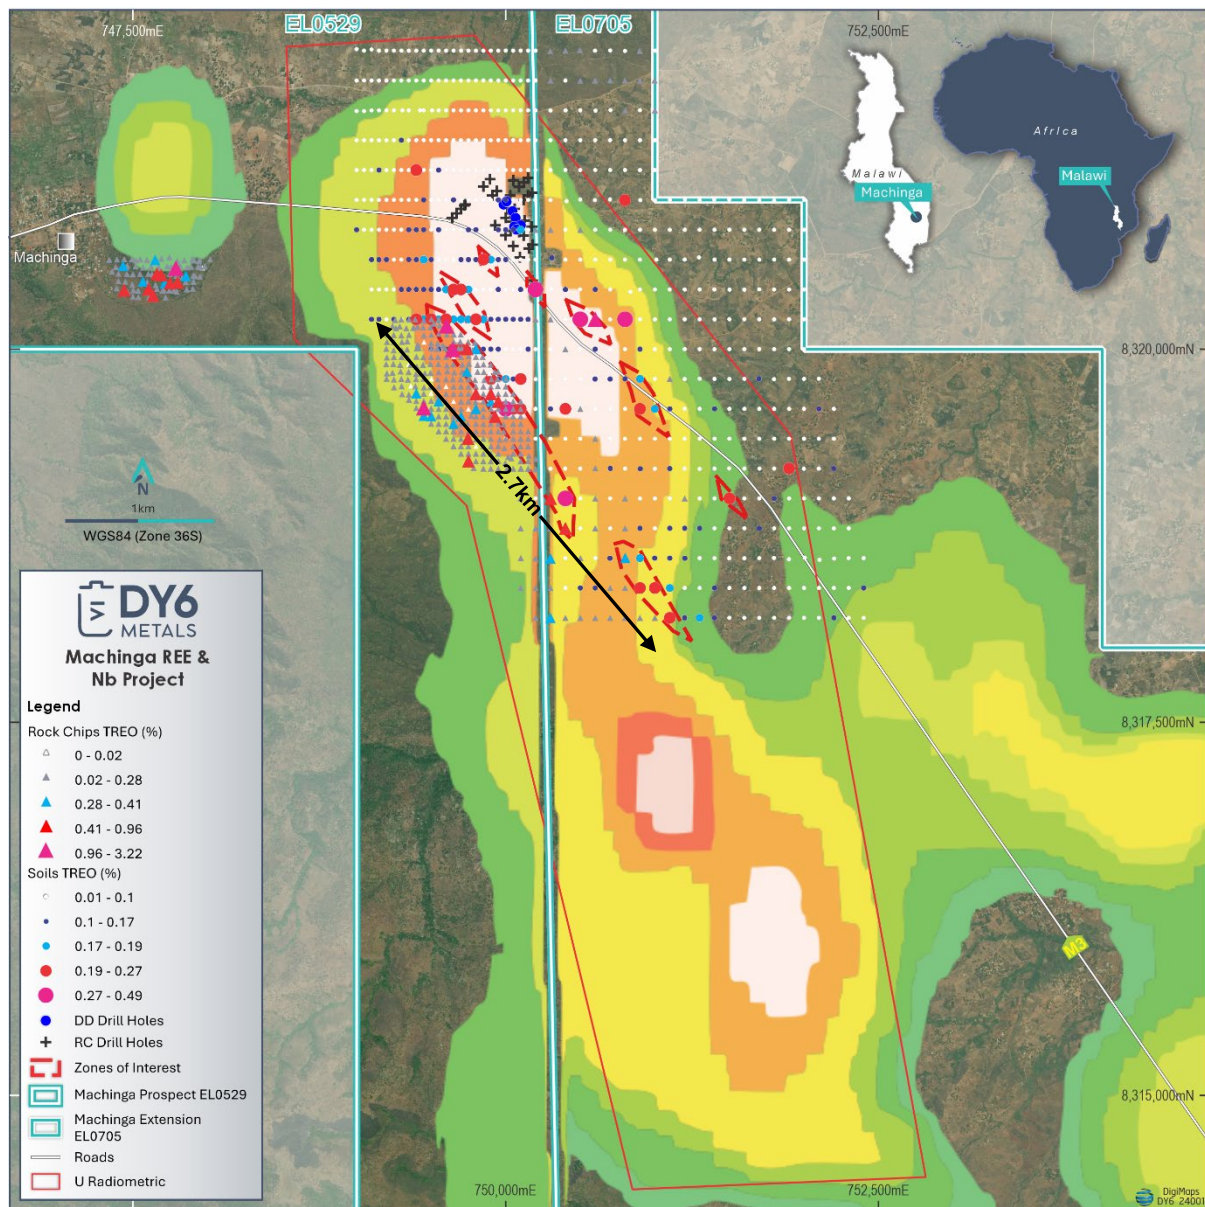 EL0529
EL0705
747,500mE
752,500mE
Africa
Malawi
Machinga
Malawi
Machinga
8,320,000mN
N
1km
WGS84 (Zone 36S)
2.7km
DY6
METALS
Machinga REE &
Nb Project
Legend
Rock Chips TREO (%)
0 - 0.02
0.02 - 0.28
0.28 - 0.41
0.41 - 0.96
0.96 - 3.22
Soils TREO (%)
0.01 - 0.1
0.1 - 0.17
0.17 - 0.19
0.19 - 0.27
0.27 - 0.49
DD Drill Holes
RC Drill Holes
Zones of Interest
Machinga Prospect EL0529
Machinga Extension
EL0705
Roads
U Radiometric
8,317,500mN
M3
8,315,000mN
750,000mE
752,500mE
DigiMaps
DY6_24001